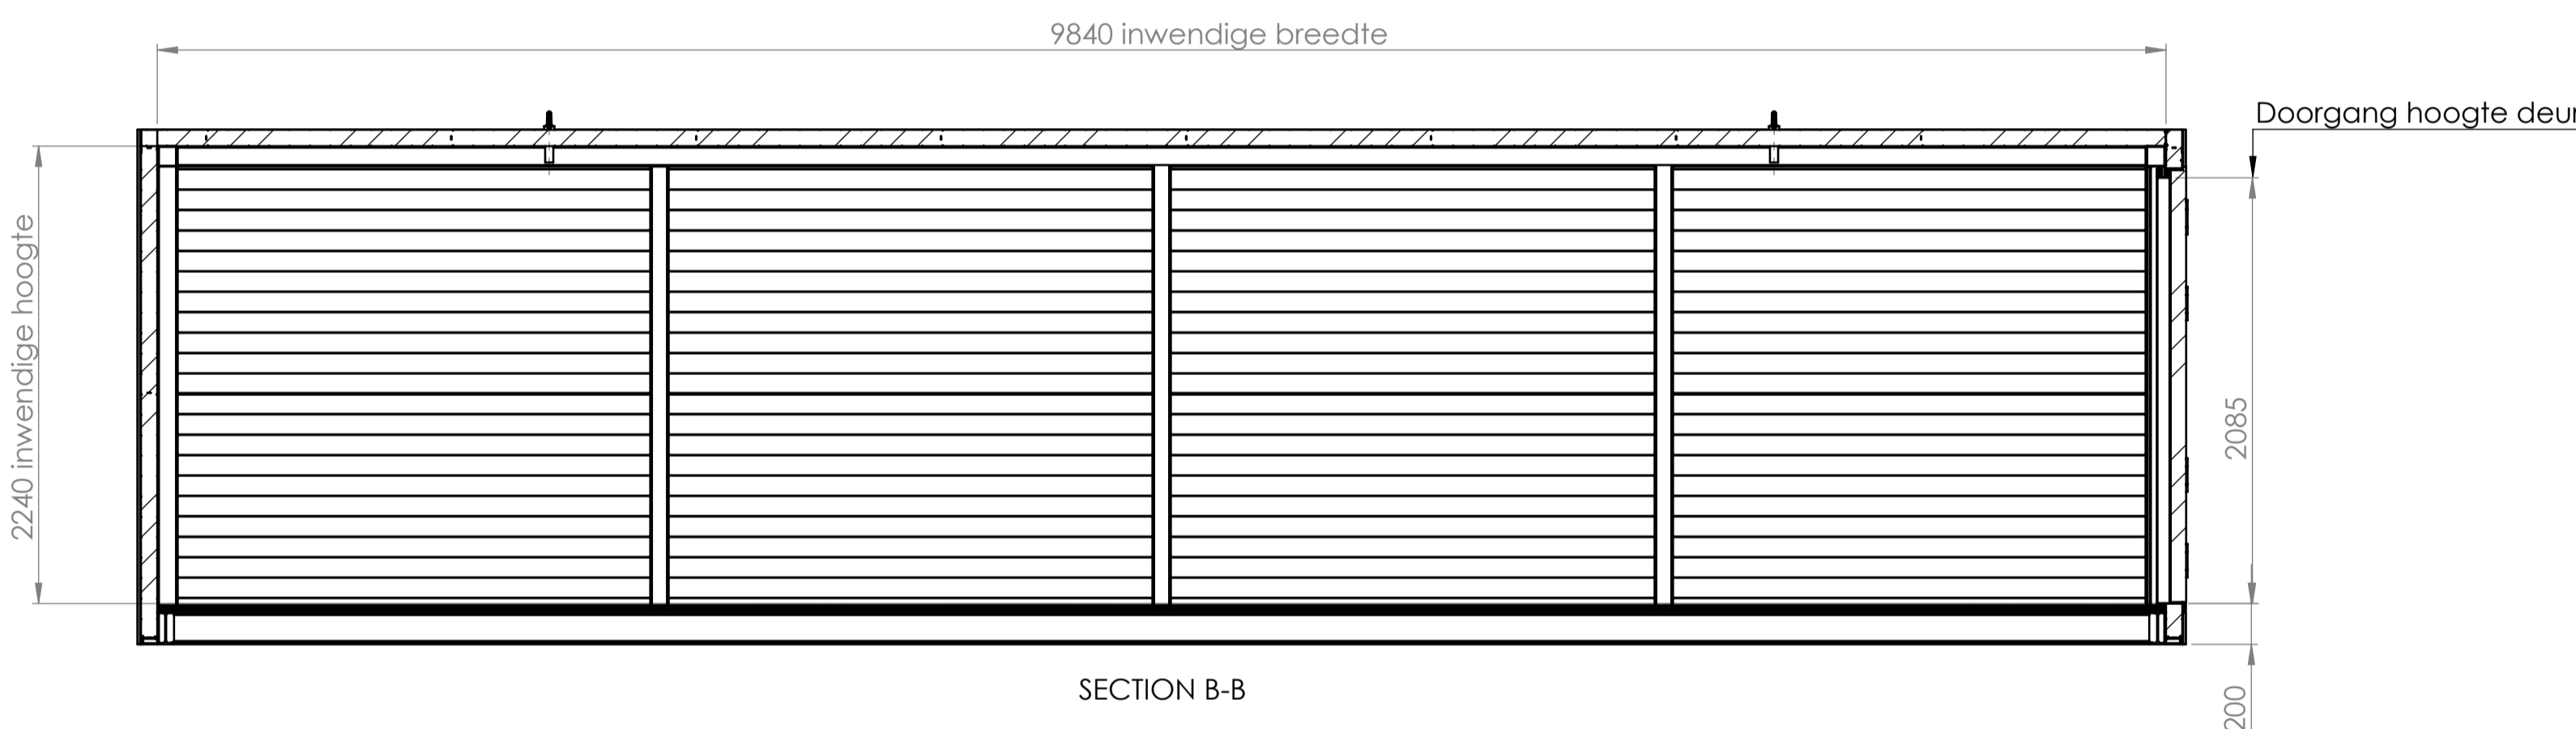 9840 inwendige breedte
Doorgang hoogte deur
2240 inwendige hoogte
2085
SECTION B-B
200